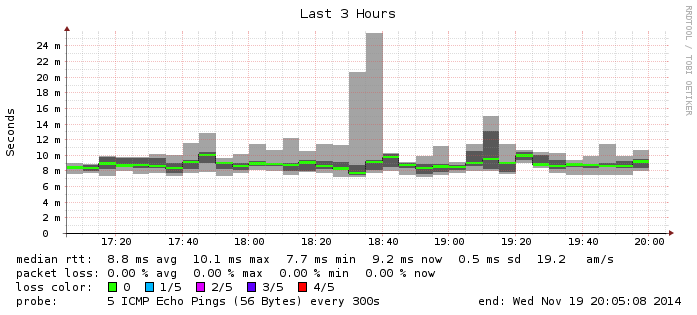 Last 3 Hours
RRDTOOL / TOBI OETIKER
Seconds
24 m
22 m
20 m
18 m
16 m
14 m
12 m
10 m
8 m
6 m
4 m
2 m
0
17:20 17:40 18:00 18:20 18:40 19:00 19:20 19:40 20:00
median rtt: 8.8 ms avg 10.1 ms max 7.7 ms min 9.2 ms now 0.5 ms sd 19.2 am/s
packet loss: 0.00 % avg 0.00 % max 0.00 % min 0.00 % now
loss color: 0 1/5 2/5 3/5 4/5
probe: 5 ICMP Echo Pings (56 Bytes) every 300s end: Wed Nov 19 20:05:08 2014